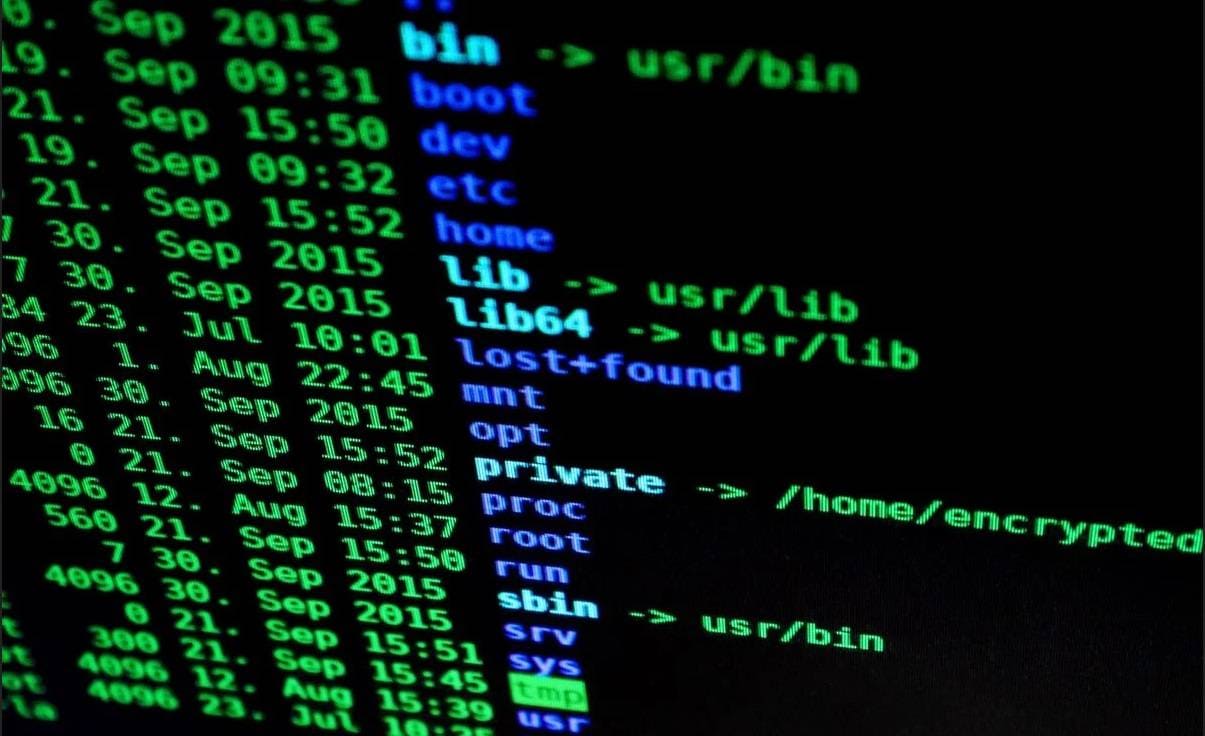 ..
0. Sep 2015 bin -> usr/bin
19. Sep 09:31 boot
21. Sep 15:50 dev
19. Sep 09:32 etc
21. Sep 15:52 home
7 30. Sep 2015 lib -> usr/lib
7 30. Sep 2015 lib64 -> usr/lib
84 23. Jul 10:01 lost+found
096 1. Aug 22:45 mnt
096 30. Sep 2015 opt
16 21. Sep 15:52 private -> /home/encrypted
0 21. Sep 08:15 proc
4096 12. Aug 15:37 root
560 21. Sep 15:50 run
7 30. Sep 2015 sbin -> usr/bin
4096 30. Sep 2015 srv
0 21. Sep 15:51 sys
300 21. Sep 15:45 tmp
4096 12. Aug 15:39 usr
4096 23. Jul